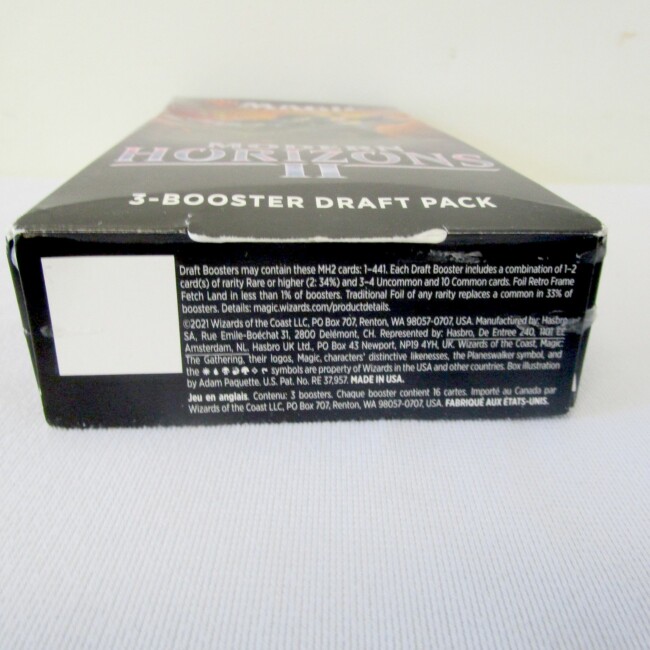 MAGIC
MODERN
HORIZONS
II
3-BOOSTER DRAFT PACK
Draft Boosters may contain these MH2 cards: 1–441. Each Draft Booster includes a combination of 1–2
card(s) of rarity Rare or higher (2: 34%) and 3–4 Uncommon and 10 Common cards. Foil Retro Frame
Fetch Land in less than 1% of boosters. Traditional Foil of any rarity replaces a common in 33% of
boosters. Details: magic.wizards.com/productdetails.
©2021 Wizards of the Coast LLC, PO Box 707, Renton, WA 98057-0707, USA. Manufactured by: Hasbro
SA, Rue Emile-Boéchat 31, 2800 Delémont, CH. Represented by: Hasbro, De Entree 240, 1101 EE
Amsterdam, NL. Hasbro UK Ltd., PO Box 43 Newport, NP19 4YH, UK. Wizards of the Coast, Magic:
The Gathering, their logos, Magic, characters' distinctive likenesses, the Planeswalker symbol, and
the symbols are property of Wizards in the USA and other countries. Box illustration
by Adam Paquette. U.S. Pat. No. RE 37,957. MADE IN USA.
Jeu en anglais. Contenu: 3 boosters. Chaque booster contient 16 cartes. Importé au Canada par
Wizards of the Coast LLC, PO Box 707, Renton, WA 98057-0707, USA. FABRIQUÉ AUX ÉTATS-UNIS.